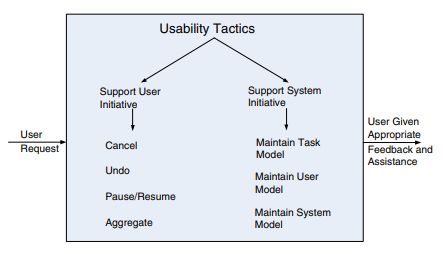 Usability Tactics
Support User
Initiative
Support System
Initiative
User
Request
Cancel
Undo
Pause/Resume
Aggregate
Maintain Task
Model
Maintain User
Model
Maintain System
Model
User Given
Appropriate
Feedback and
Assistance